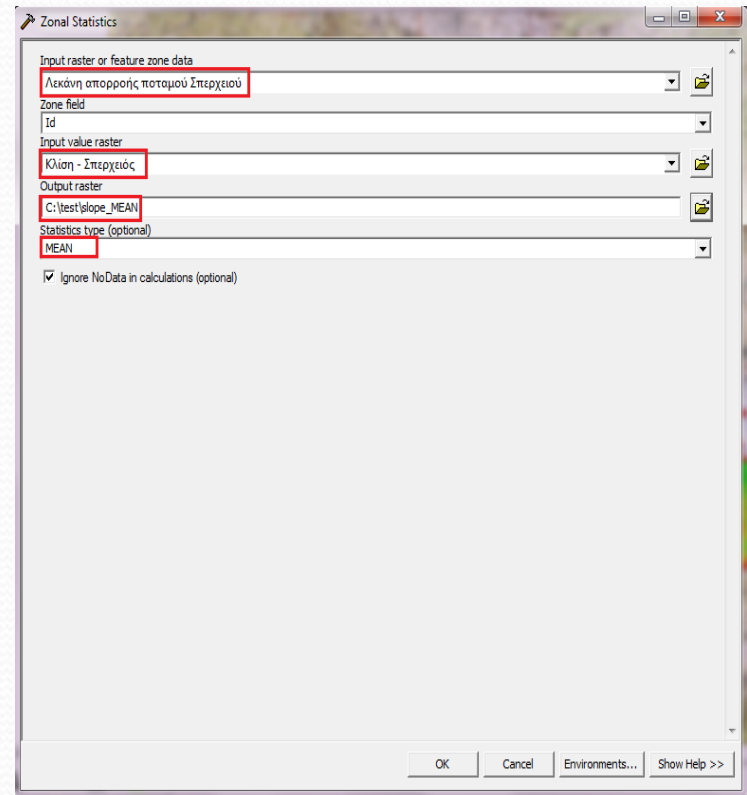 Zonal Statistics
Input raster or feature zone data
Λεκάνη απορροής ποταμού Σπερχειού
Zone field
Id
Input value raster
Κλίση - Σπερχειός
Output raster
C:\test\slope_MEAN
Statistics type (optional)
MEAN
Ignore NoData in calculations (optional)
OK Cancel Environments... Show Help >>